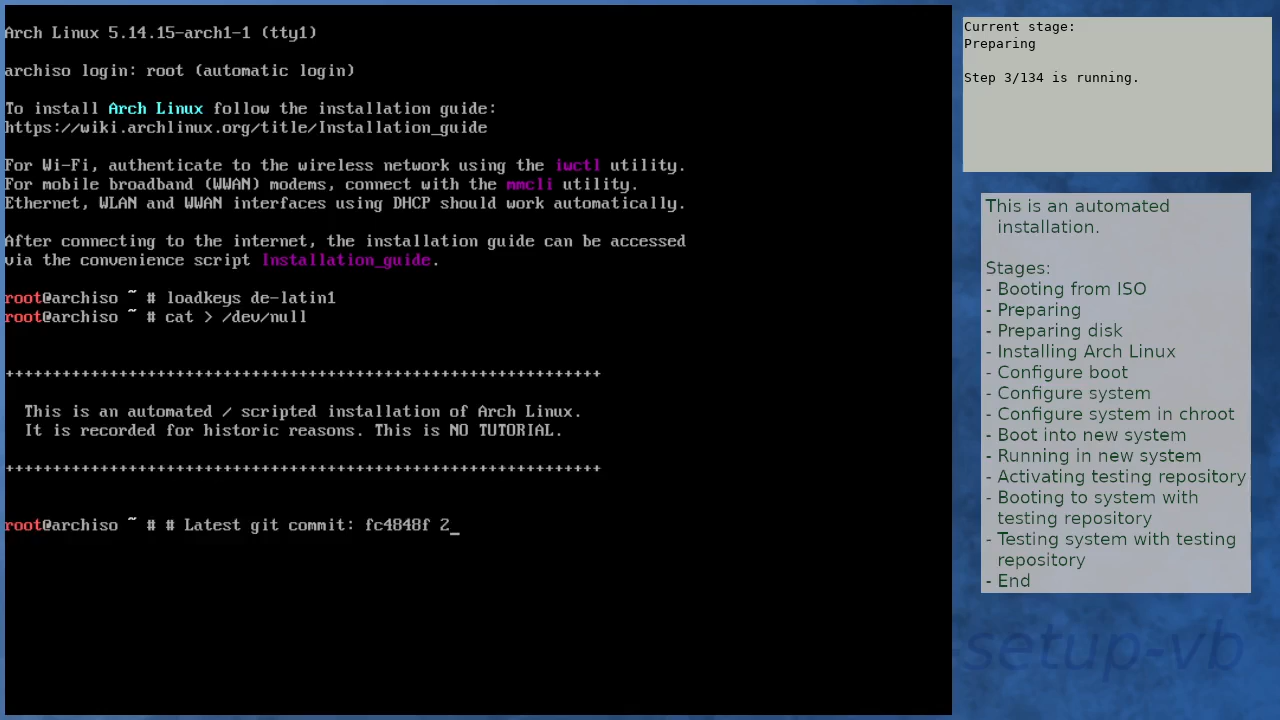 Arch Linux 5.14.15-arch1-1 (tty1)
archiso login: root (automatic login)
To install Arch Linux follow the installation guide:
https://wiki.archlinux.org/title/Installation_guide
For Wi-Fi, authenticate to the wireless network using the iwctl utility.
For mobile broadband (WWAN) modems, connect with the mmcli utility.
Ethernet, WLAN and WWAN interfaces using DHCP should work automatically.
After connecting to the internet, the installation guide can be accessed
via the convenience script Installation_guide.
root@archiso ~ # loadkeys de-latin1
root@archiso ~ # cat > /dev/null
+++++++++++++++++++++++++++++++++++++++++++++++++++++++++++++++
This is an automated / scripted installation of Arch Linux.
It is recorded for historic reasons. This is NO TUTORIAL.
+++++++++++++++++++++++++++++++++++++++++++++++++++++++++++++++
root@archiso ~ # # Latest git commit: fc4848f 2_
Current stage:
Preparing
Step 3/134 is running.
This is an automated
installation.
Stages:
- Booting from ISO
- Preparing
- Preparing disk
- Installing Arch Linux
- Configure boot
- Configure system
- Configure system in chroot
- Boot into new system
- Running in new system
- Activating testing repository
- Booting to system with
testing repository
- Testing system with testing
repository
- End
-setup-vb